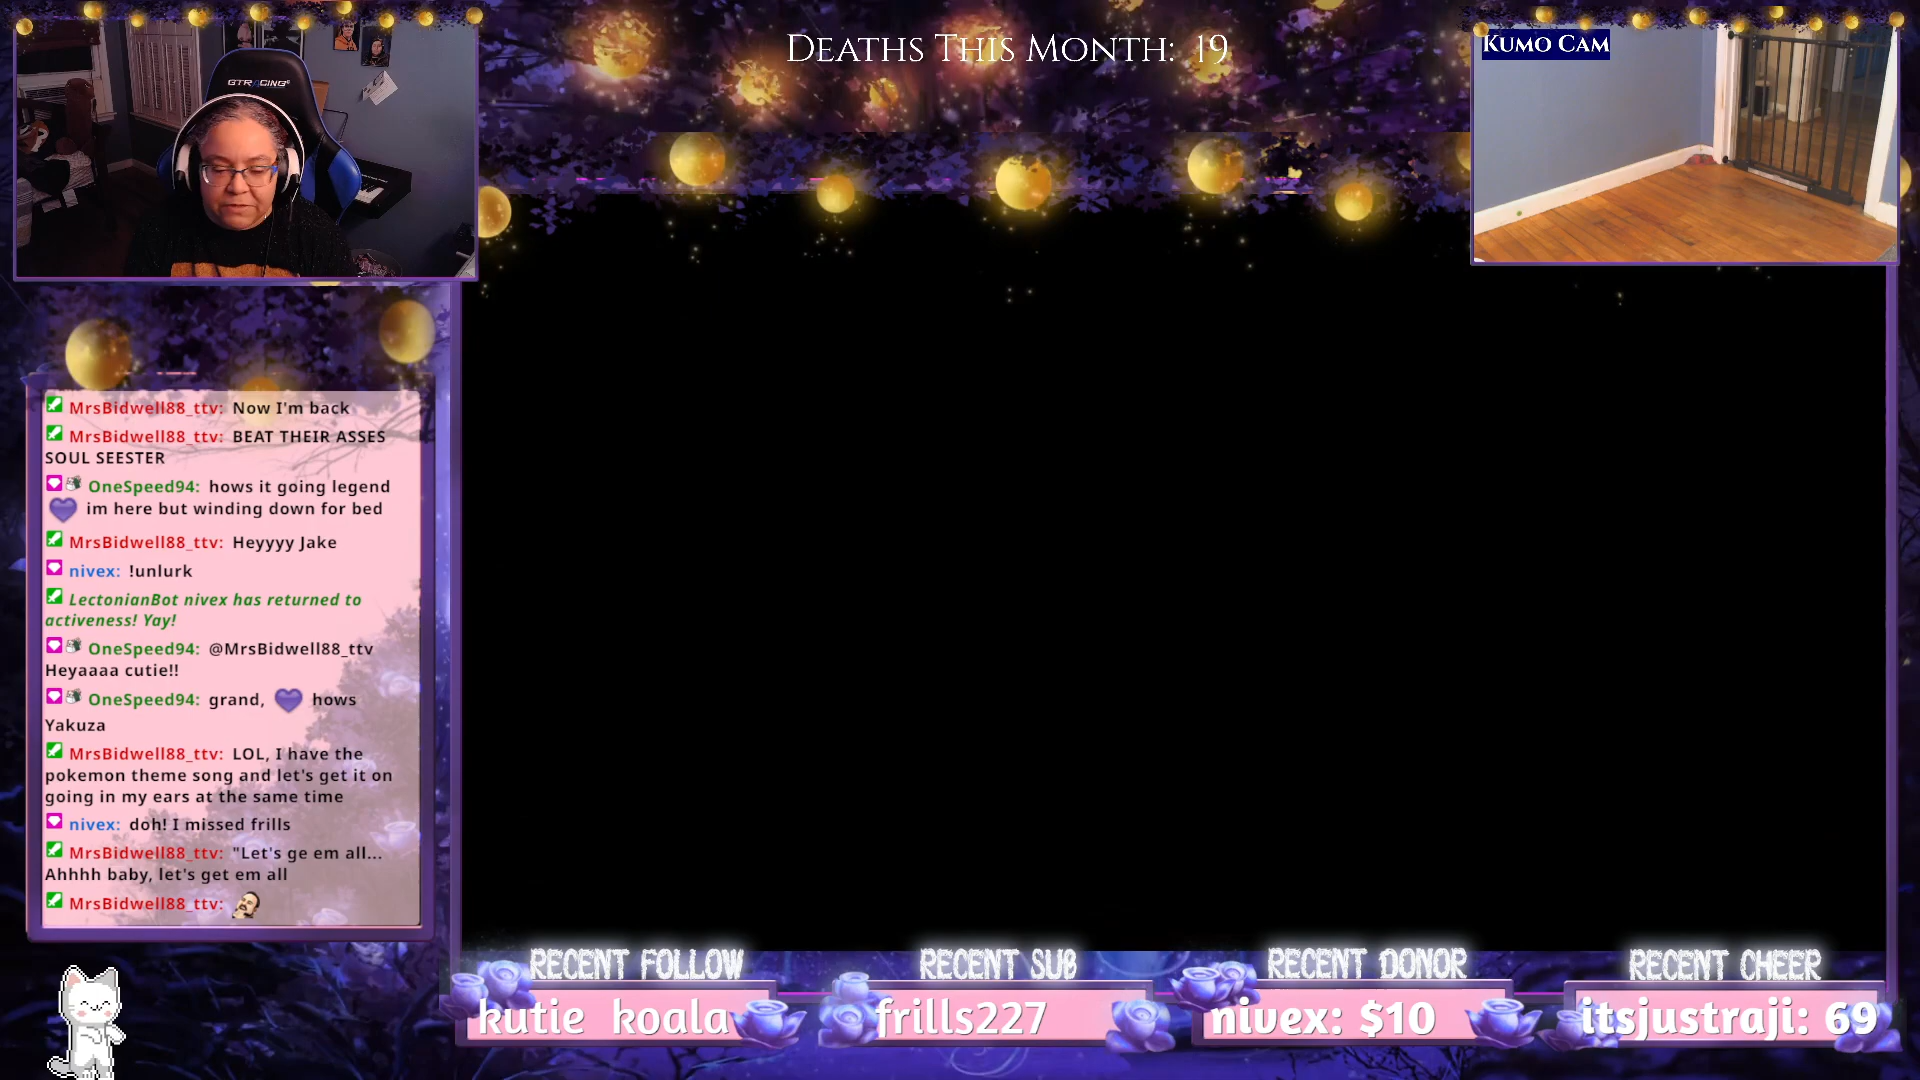 DEATHS THIS MONTH: 19
KUMO CAM
GTRACING
MrsBidwell88_ttv: Now I'm back
MrsBidwell88_ttv: BEAT THEIR ASSES
SOUL SEESTER
OneSpeed94: hows it going legend
im here but winding down for bed
MrsBidwell88_ttv: Heyyyy Jake
nivex: !unlurk
LectonianBot nivex has returned to
activeness! Yay!
OneSpeed94: @MrsBidwell88_ttv
Heyaaaa cutie!!
OneSpeed94: grand, hows
Yakuza
MrsBidwell88_ttv: LOL, I have the
pokemon theme song and let's get it on
going in my ears at the same time
nivex: doh! I missed frills
MrsBidwell88_ttv: "Let's ge em all...
Ahhhh baby, let's get em all
MrsBidwell88_ttv:
RECENT FOLLOW
kutie koala
RECENT SUB
frills227
RECENT DONOR
nivex: $10
RECENT CHEER
itsjustraji: 69